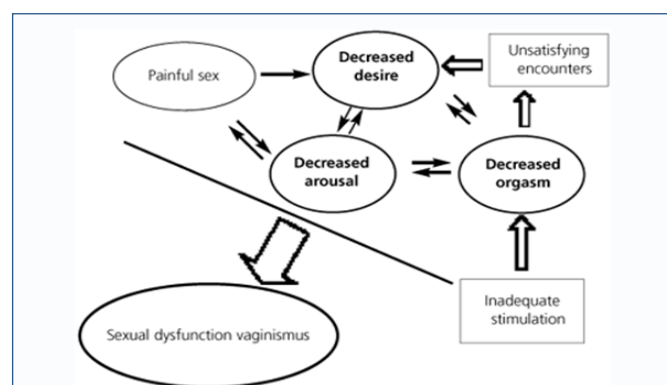 Painful sex
Decreased
desire
Unsatisfying
encounters
Decreased
arousal
Decreased
orgasm
Sexual dysfunction vaginismus
Inadequate
stimulation